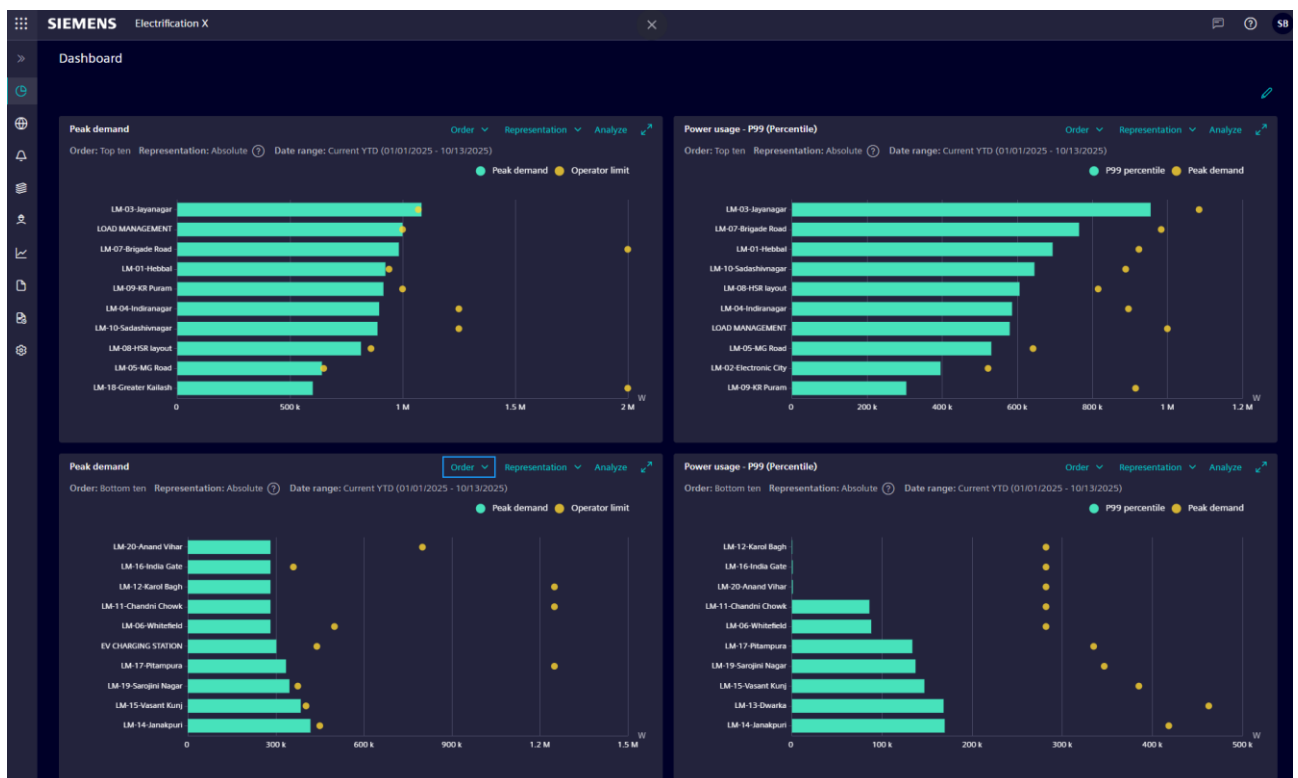 SIEMENS Electrification X
SB
Dashboard
Peak demand Order Representation Analyze
Order: Top ten Representation: Absolute ? Date range: Current YTD (01/01/2025 - 10/13/2025)
Peak demand Operator limit
LM-03-Jayanagar
LOAD MANAGEMENT
LM-07-Brigade Road
LM-01-Hebbal
LM-09-KR Puram
LM-04-Indiranagar
LM-10-Sadashivnagar
LM-08-HSR layout
LM-05-MG Road
LM-18-Greater Kailash
W
0 500 k 1 M 1.5 M 2 M
Power usage - P99 (Percentile) Order Representation Analyze
Order: Top ten Representation: Absolute ? Date range: Current YTD (01/01/2025 - 10/13/2025)
P99 percentile Peak demand
LM-03-Jayanagar
LM-07-Brigade Road
LM-01-Hebbal
LM-10-Sadashivnagar
LM-08-HSR layout
LM-04-Indiranagar
LOAD MANAGEMENT
LM-05-MG Road
LM-02-Electronic City
LM-09-KR Puram
W
0 200 k 400 k 600 k 800 k 1 M 1.2 M
Peak demand Order Representation Analyze
Order: Bottom ten Representation: Absolute ? Date range: Current YTD (01/01/2025 - 10/13/2025)
Peak demand Operator limit
LM-20-Anand Vihar
LM-16-India Gate
LM-12-Karol Bagh
LM-11-Chandni Chowk
LM-06-Whitefield
EV CHARGING STATION
LM-17-Pitampura
LM-19-Sarojini Nagar
LM-15-Vasant Kunj
LM-14-Janakpuri
W
0 300 k 600 k 900 k 1.2 M 1.5 M
Power usage - P99 (Percentile) Order Representation Analyze
Order: Bottom ten Representation: Absolute ? Date range: Current YTD (01/01/2025 - 10/13/2025)
P99 percentile Peak demand
LM-12-Karol Bagh
LM-16-India Gate
LM-20-Anand Vihar
LM-11-Chandni Chowk
LM-06-Whitefield
LM-17-Pitampura
LM-19-Sarojini Nagar
LM-15-Vasant Kunj
LM-13-Dwarka
LM-14-Janakpuri
W
0 100 k 200 k 300 k 400 k 500 k